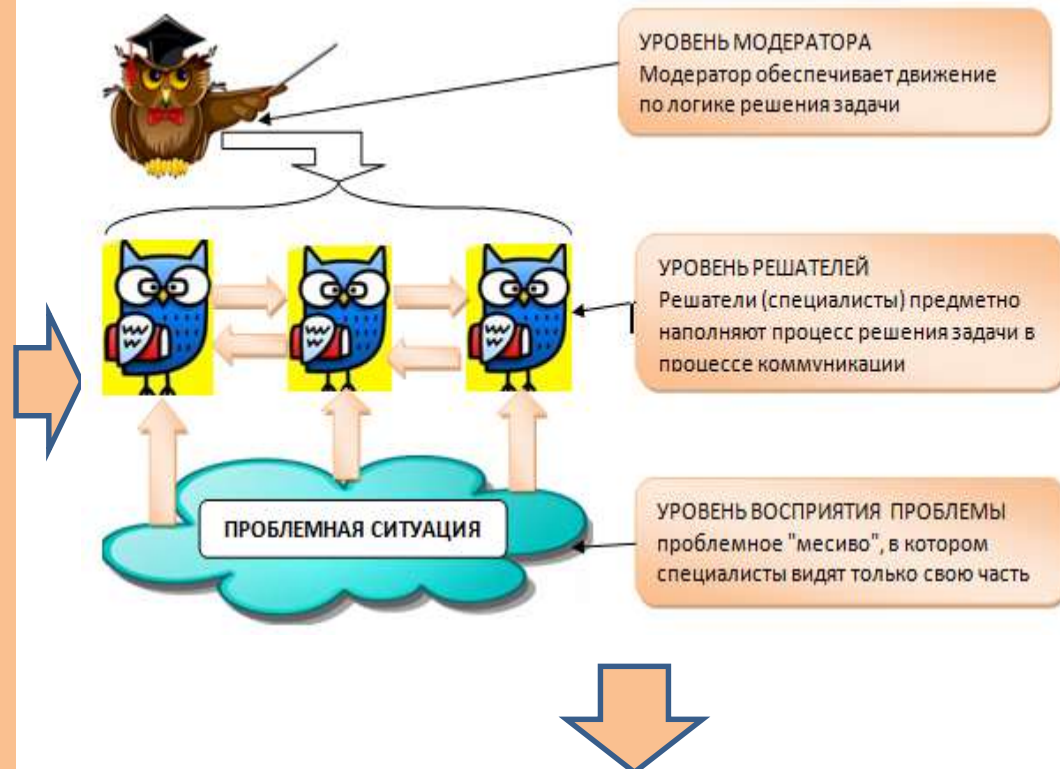 УРОВЕНЬ МОДЕРАТОРА
Модератор обеспечивает движение
по логике решения задачи
УРОВЕНЬ РЕШАТЕЛЕЙ
Решатели (специалисты) предметно
наполняют процесс решения задачи в
процессе коммуникации
ПРОБЛЕМНАЯ СИТУАЦИЯ
УРОВЕНЬ ВОСПРИЯТИЯ ПРОБЛЕМЫ
проблемное "месиво", в котором
специалисты видят только свою часть